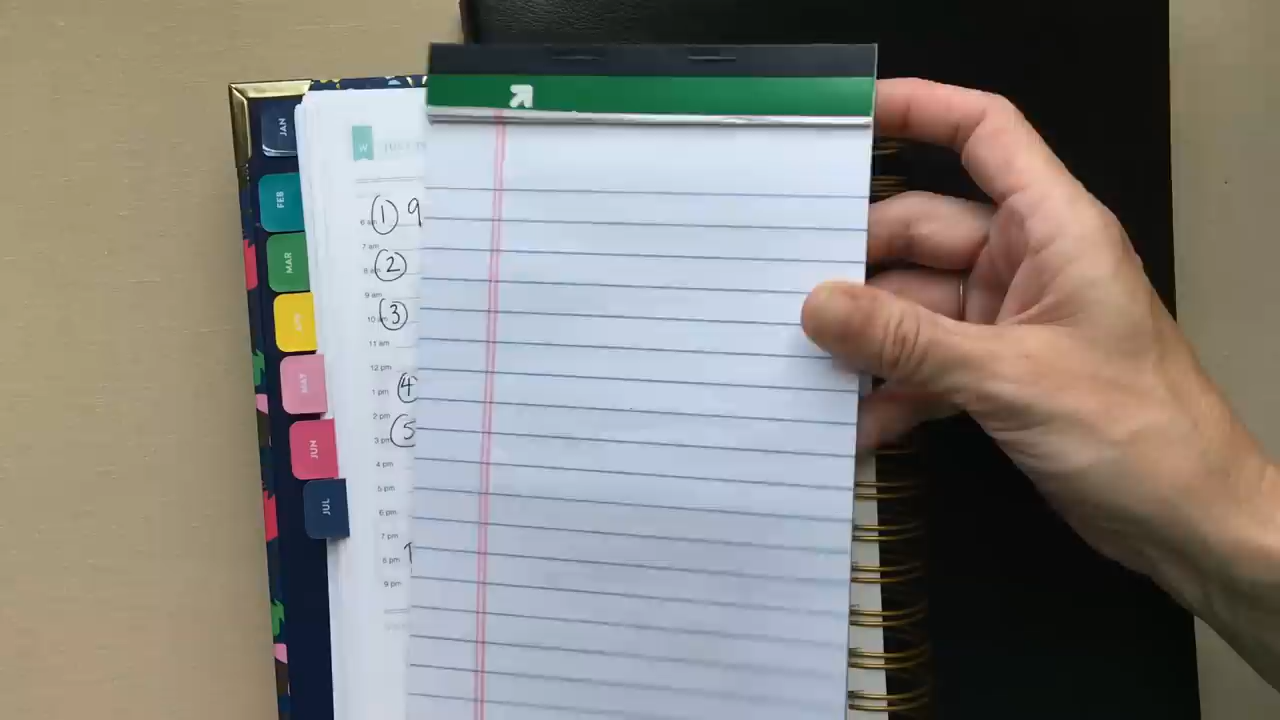 JAN
FEB
MAR
APR
MAY
JUN
JUL
W
① 9
6 am
7 am
② 
8 am
9 am
③
10 am
11 am
12 pm
④
1 pm
2 pm
⑤
3 pm
4 pm
5 pm
6 pm
7 pm
8 pm
9 pm